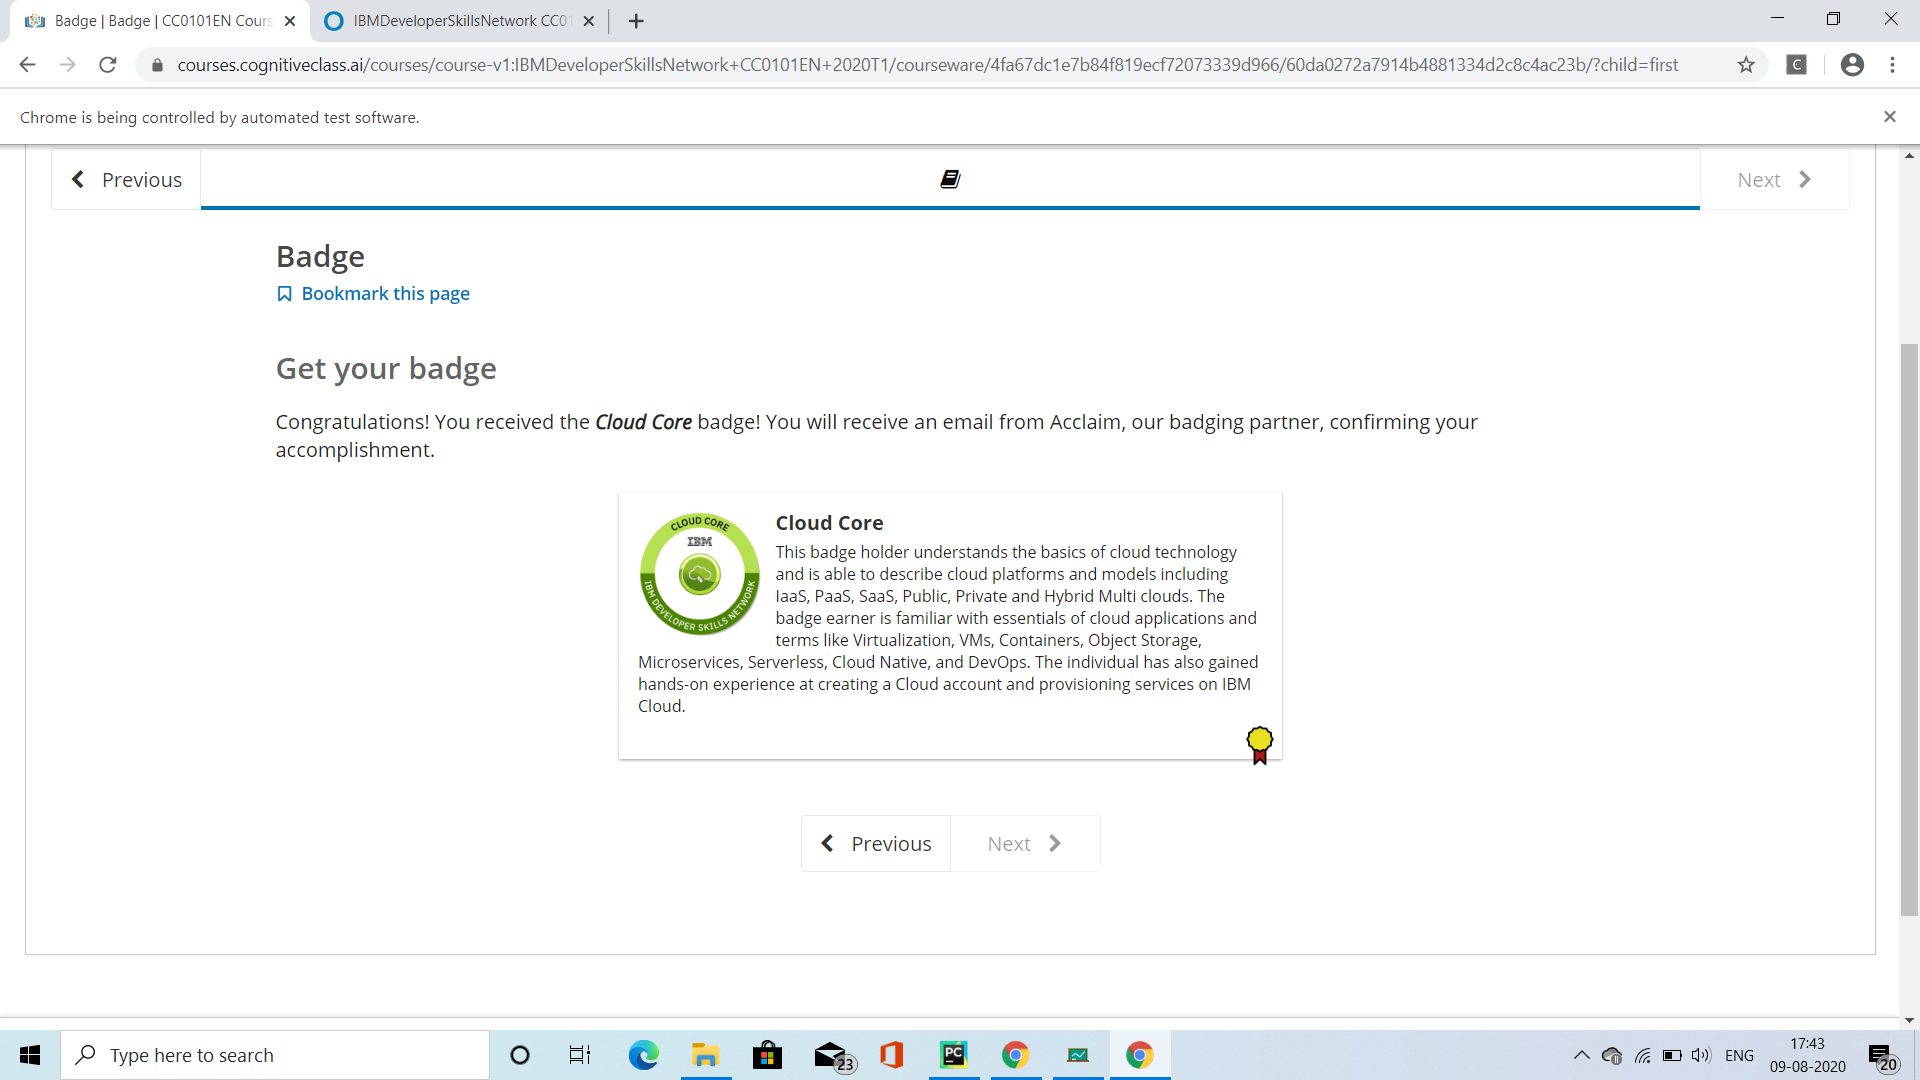 Badge | Badge | CC0101EN Cours
IBMDeveloperSkillsNetwork CC01
courses.cognitiveclass.ai/courses/course-v1:IBMDeveloperSkillsNetwork+CC0101EN+2020T1/courseware/4fa67dc1e7b84f819ecf72073339d966/60da0272a7914b4881334d2c8c4ac23b/?child=first
C
Chrome is being controlled by automated test software.
Previous
Next
Badge
Bookmark this page
Get your badge
Congratulations! You received the Cloud Core badge! You will receive an email from Acclaim, our badging partner, confirming your
accomplishment.
CLOUD CORE
IBM
IBM DEVELOPER SKILLS NETWORK
Cloud Core
This badge holder understands the basics of cloud technology
and is able to describe cloud platforms and models including
IaaS, PaaS, SaaS, Public, Private and Hybrid Multi clouds. The
badge earner is familiar with essentials of cloud applications and
terms like Virtualization, VMs, Containers, Object Storage,
Microservices, Serverless, Cloud Native, and DevOps. The individual has also gained
hands-on experience at creating a Cloud account and provisioning services on IBM
Cloud.
Previous
Next
Type here to search
23
PC
ENG
17:43
09-08-2020
20